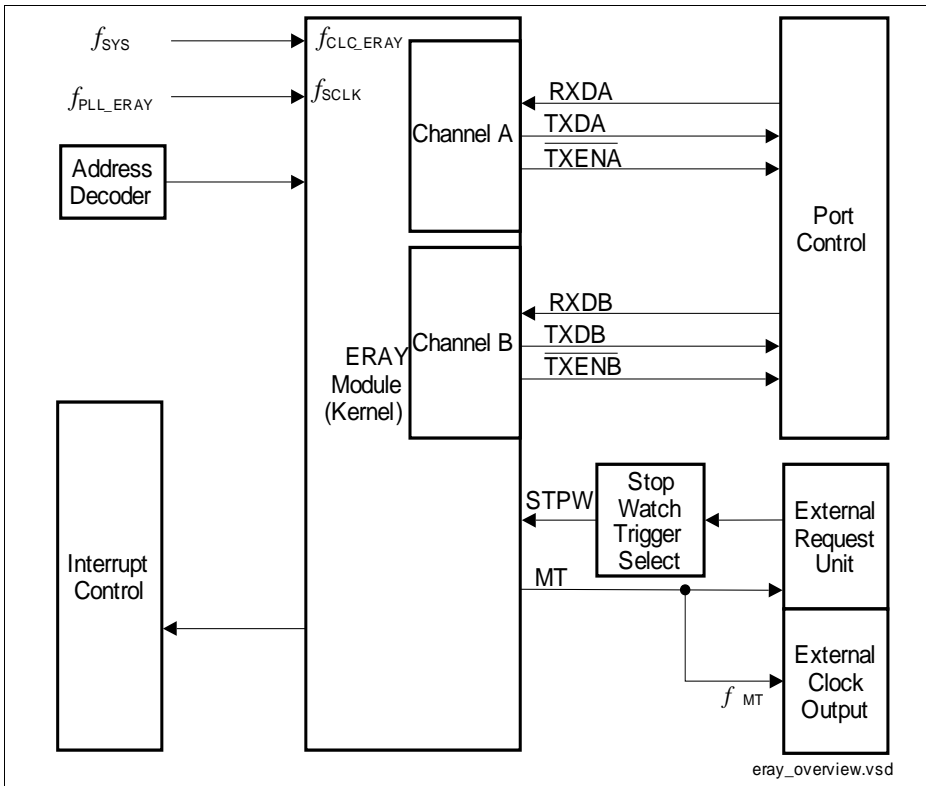 fSYS
fCLC_ERAY
fPLL_ERAY
fSCLK
Address
Decoder
Channel A
RXDA
TXDA
TXENA
Port
Control
Channel B
RXDB
TXDB
TXENB
ERAY
Module
(Kernel)
Interrupt
Control
STPW
Stop
Watch
Trigger
Select
External
Request
Unit
MT
fMT
External
Clock
Output
eray_overview.vsd